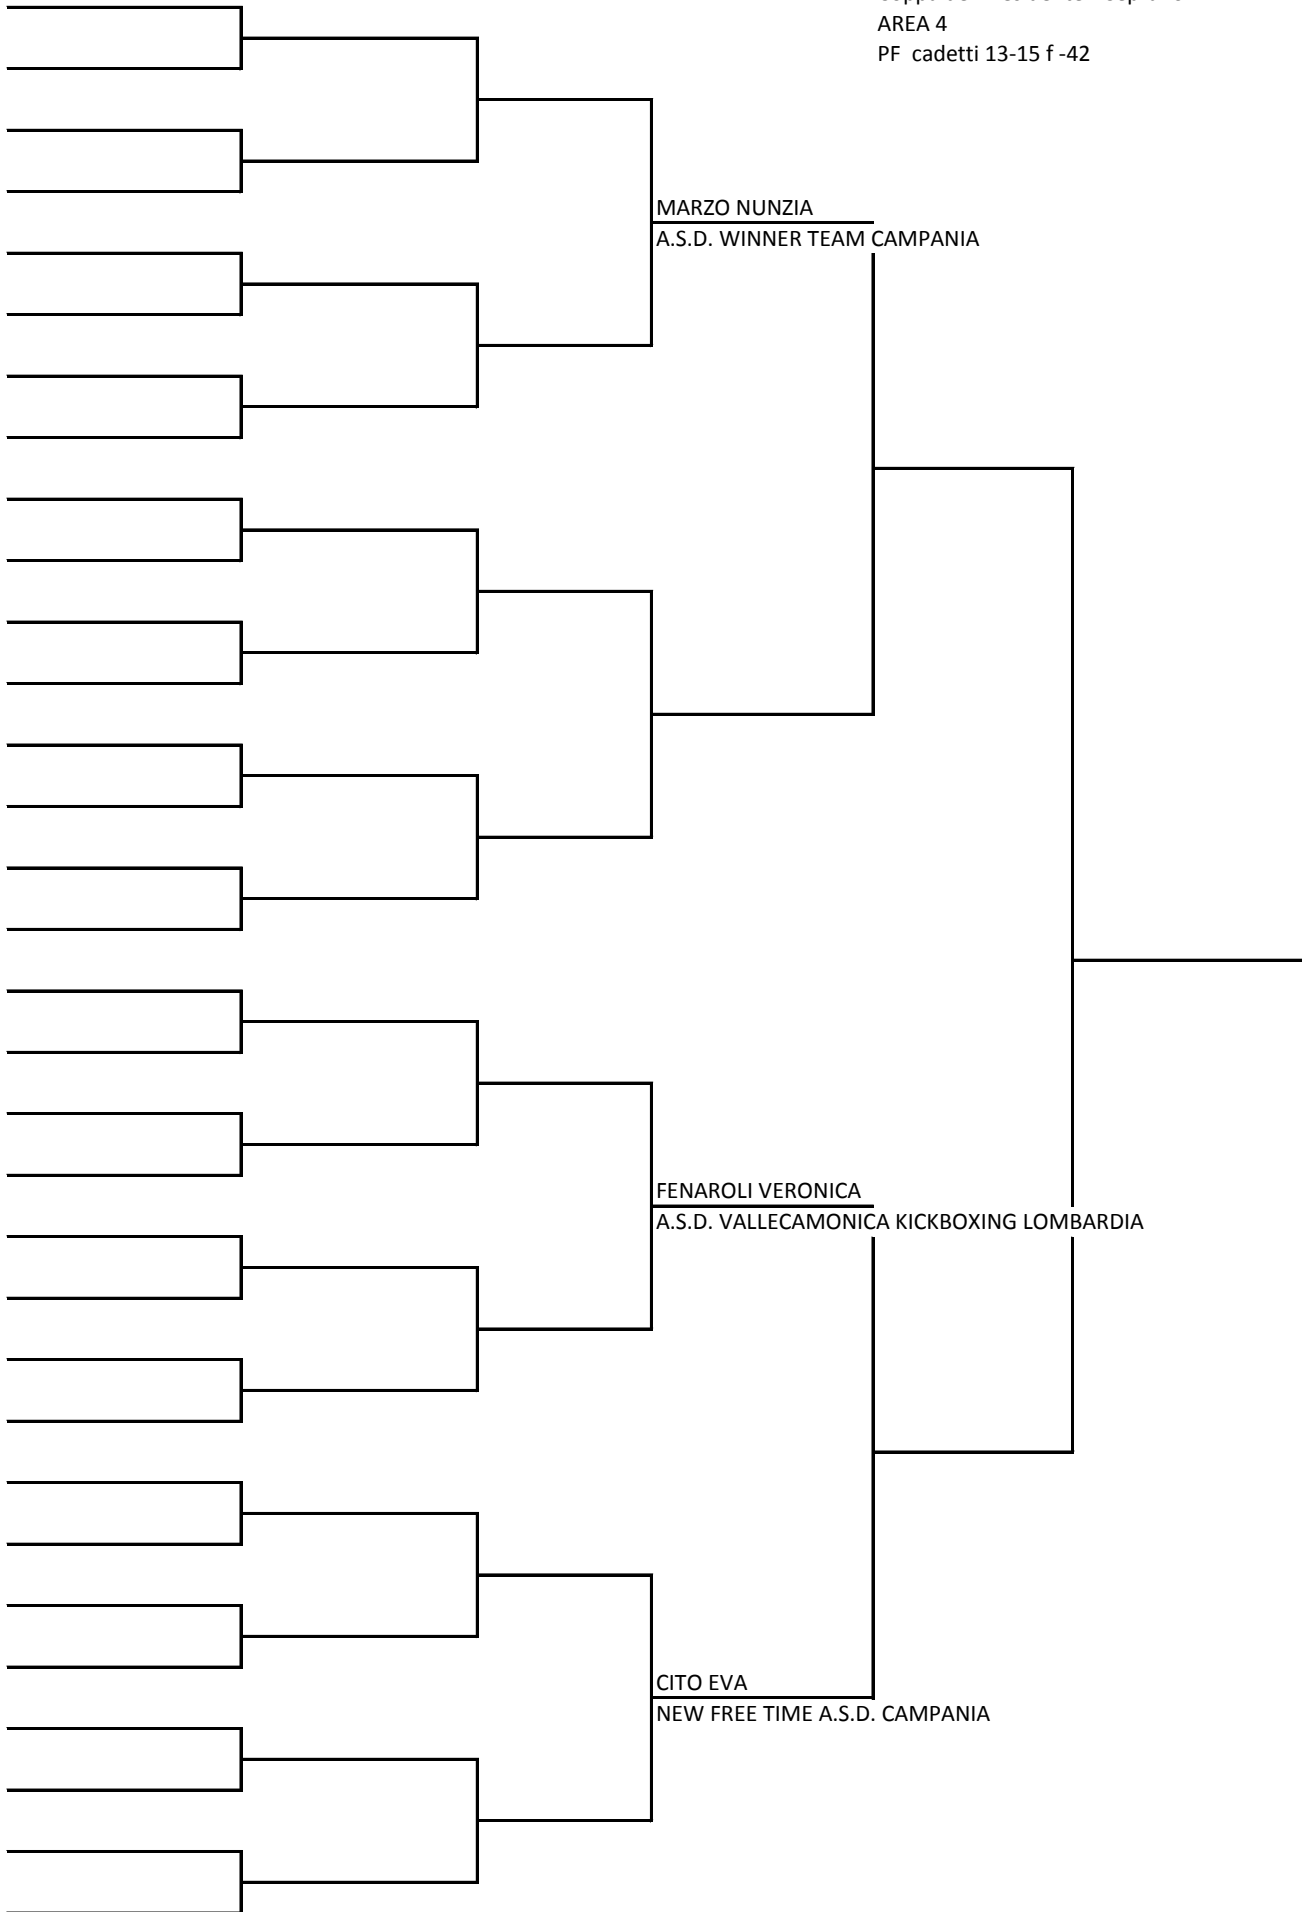 AREA 4
PF cadetti 13-15 f -42
MARZO NUNZIA
A.S.D. WINNER TEAM CAMPANIA
FENAROLI VERONICA
A.S.D. VALLECAMONICA KICKBOXING LOMBARDIA
CITO EVA
NEW FREE TIME A.S.D. CAMPANIA